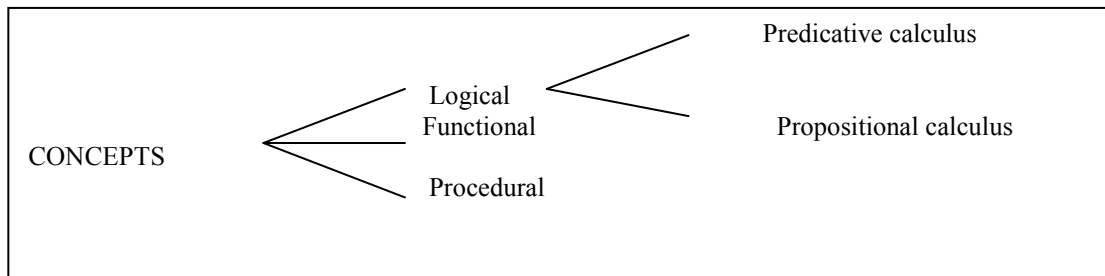 Predicative calculus
Logical
Functional
Propositional calculus
CONCEPTS
Procedural